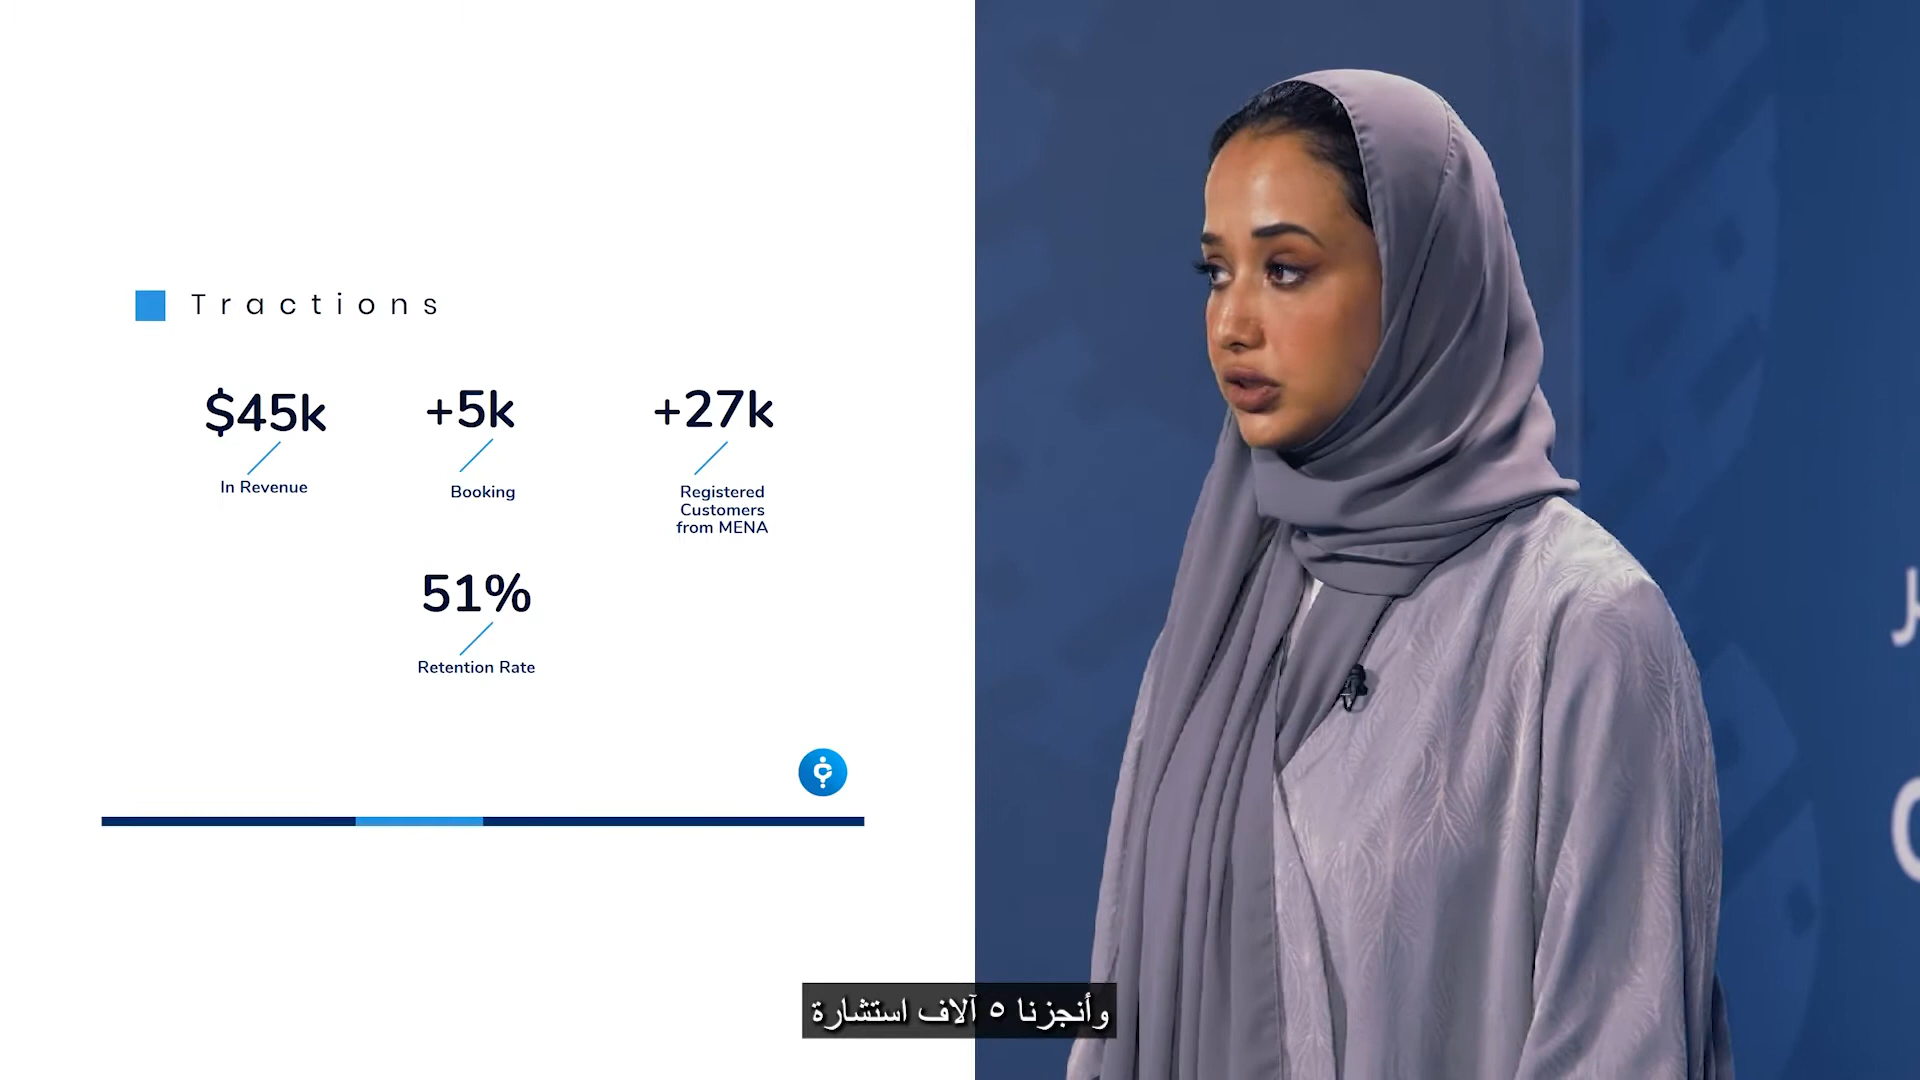 Tractions
$45k
In Revenue
+5k
Booking
+27k
Registered
Customers
from MENA
51%
Retention Rate
وأنجزنا ٥ آلاف استشارة